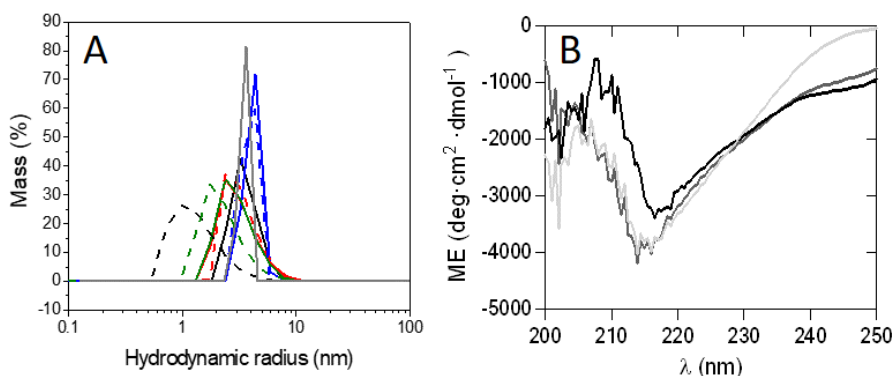 A
90
80
70
60
50
40
30
20
10
0
-10
Mass (%)
0.1 1 10 100
Hydrodynamic radius (nm)
B
0
-1000
-2000
-3000
-4000
-5000
ME (deg·cm² ·dmol⁻¹)
200 210 220 230 240 250
λ (nm)